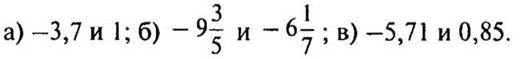 а) −3,7 и 1; б) −9 3/5 и −6 1/7; в) −5,71 и 0,85.